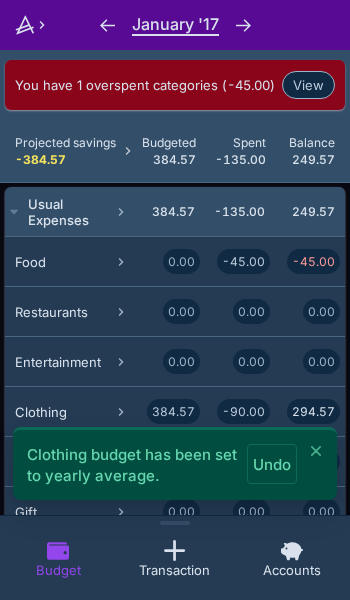 January '17
You have 1 overspent categories (-45.00) View
Projected savings Budgeted Spent Balance
-384.57 384.57 -135.00 249.57
Usual
Expenses 384.57 -135.00 249.57
Food 0.00 -45.00 -45.00
Restaurants 0.00 0.00 0.00
Entertainment 0.00 0.00 0.00
Clothing 384.57 -90.00 294.57
Clothing budget has been set
to yearly average.
Undo
Gift 0.00 0.00 0.00
Budget Transaction Accounts